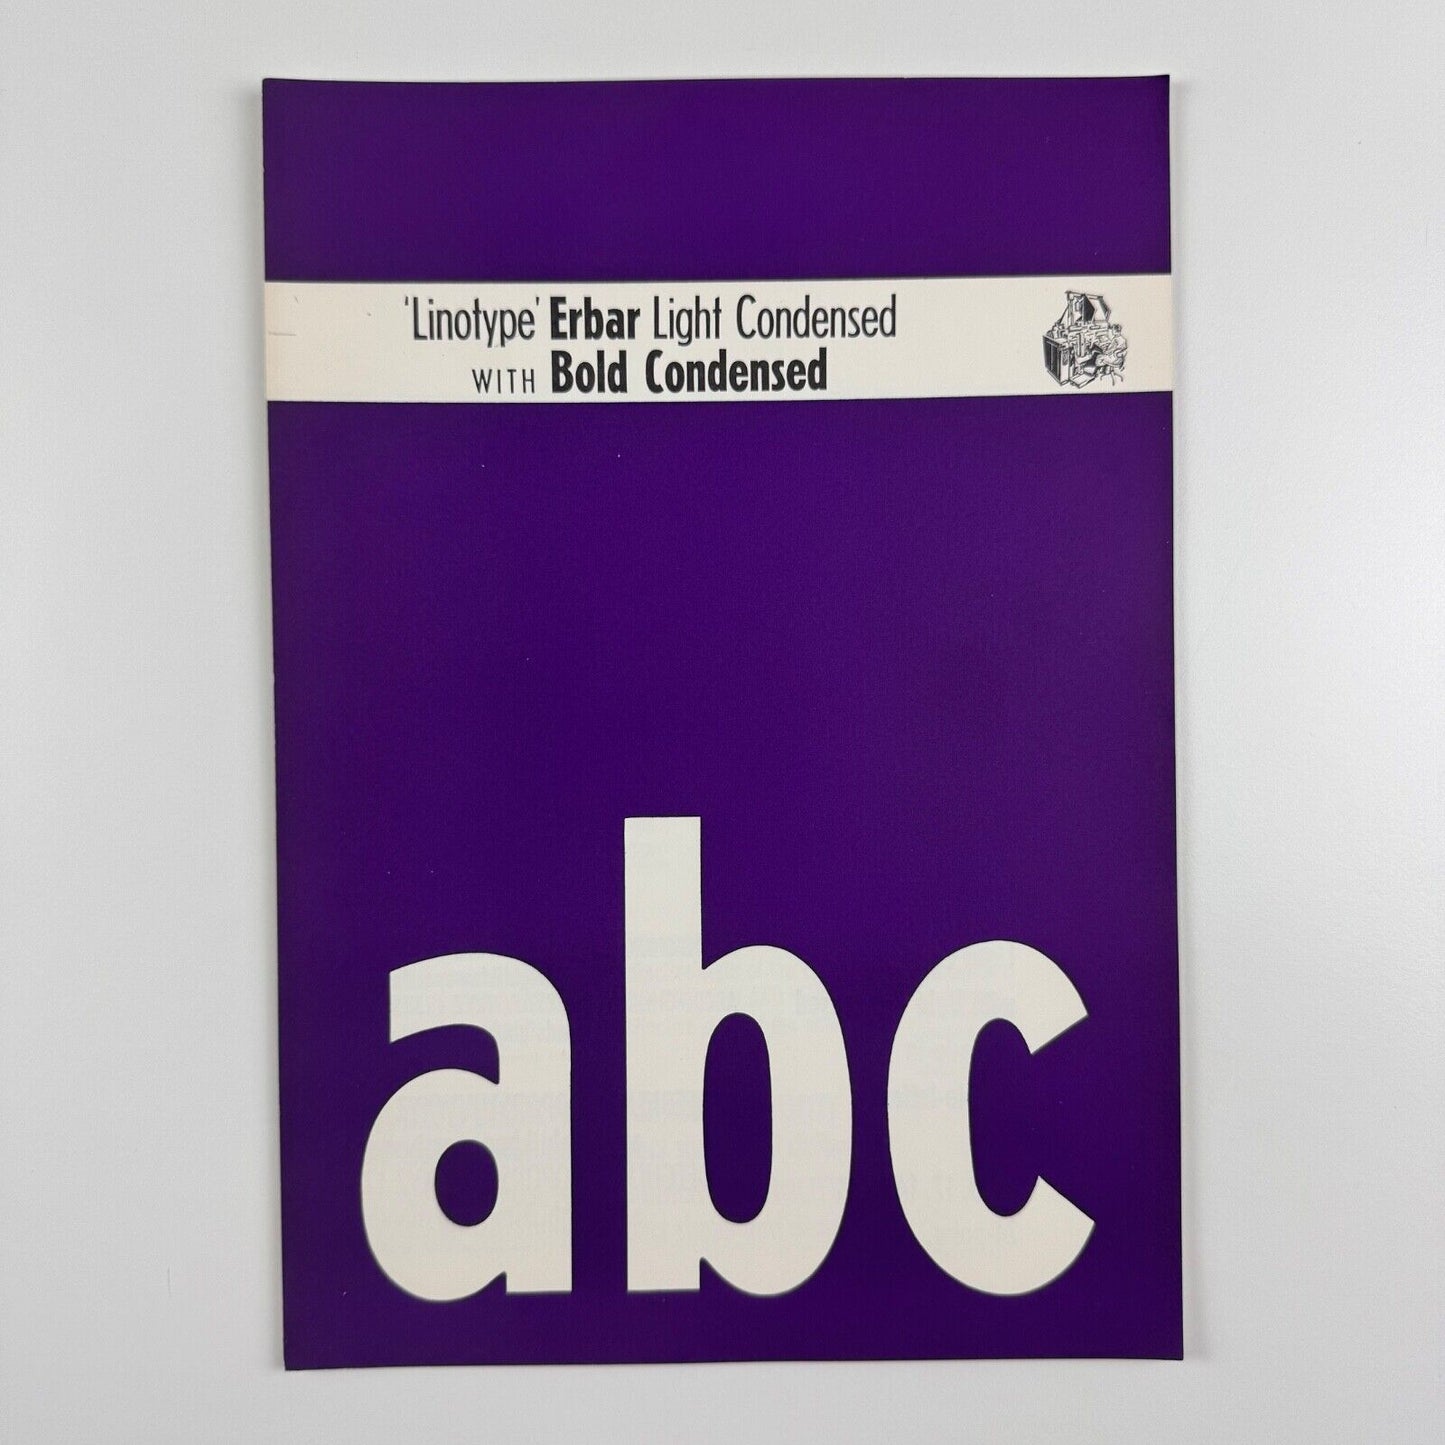 'Linotype' Erbar Light Condensed
WITH Bold Condensed
abc